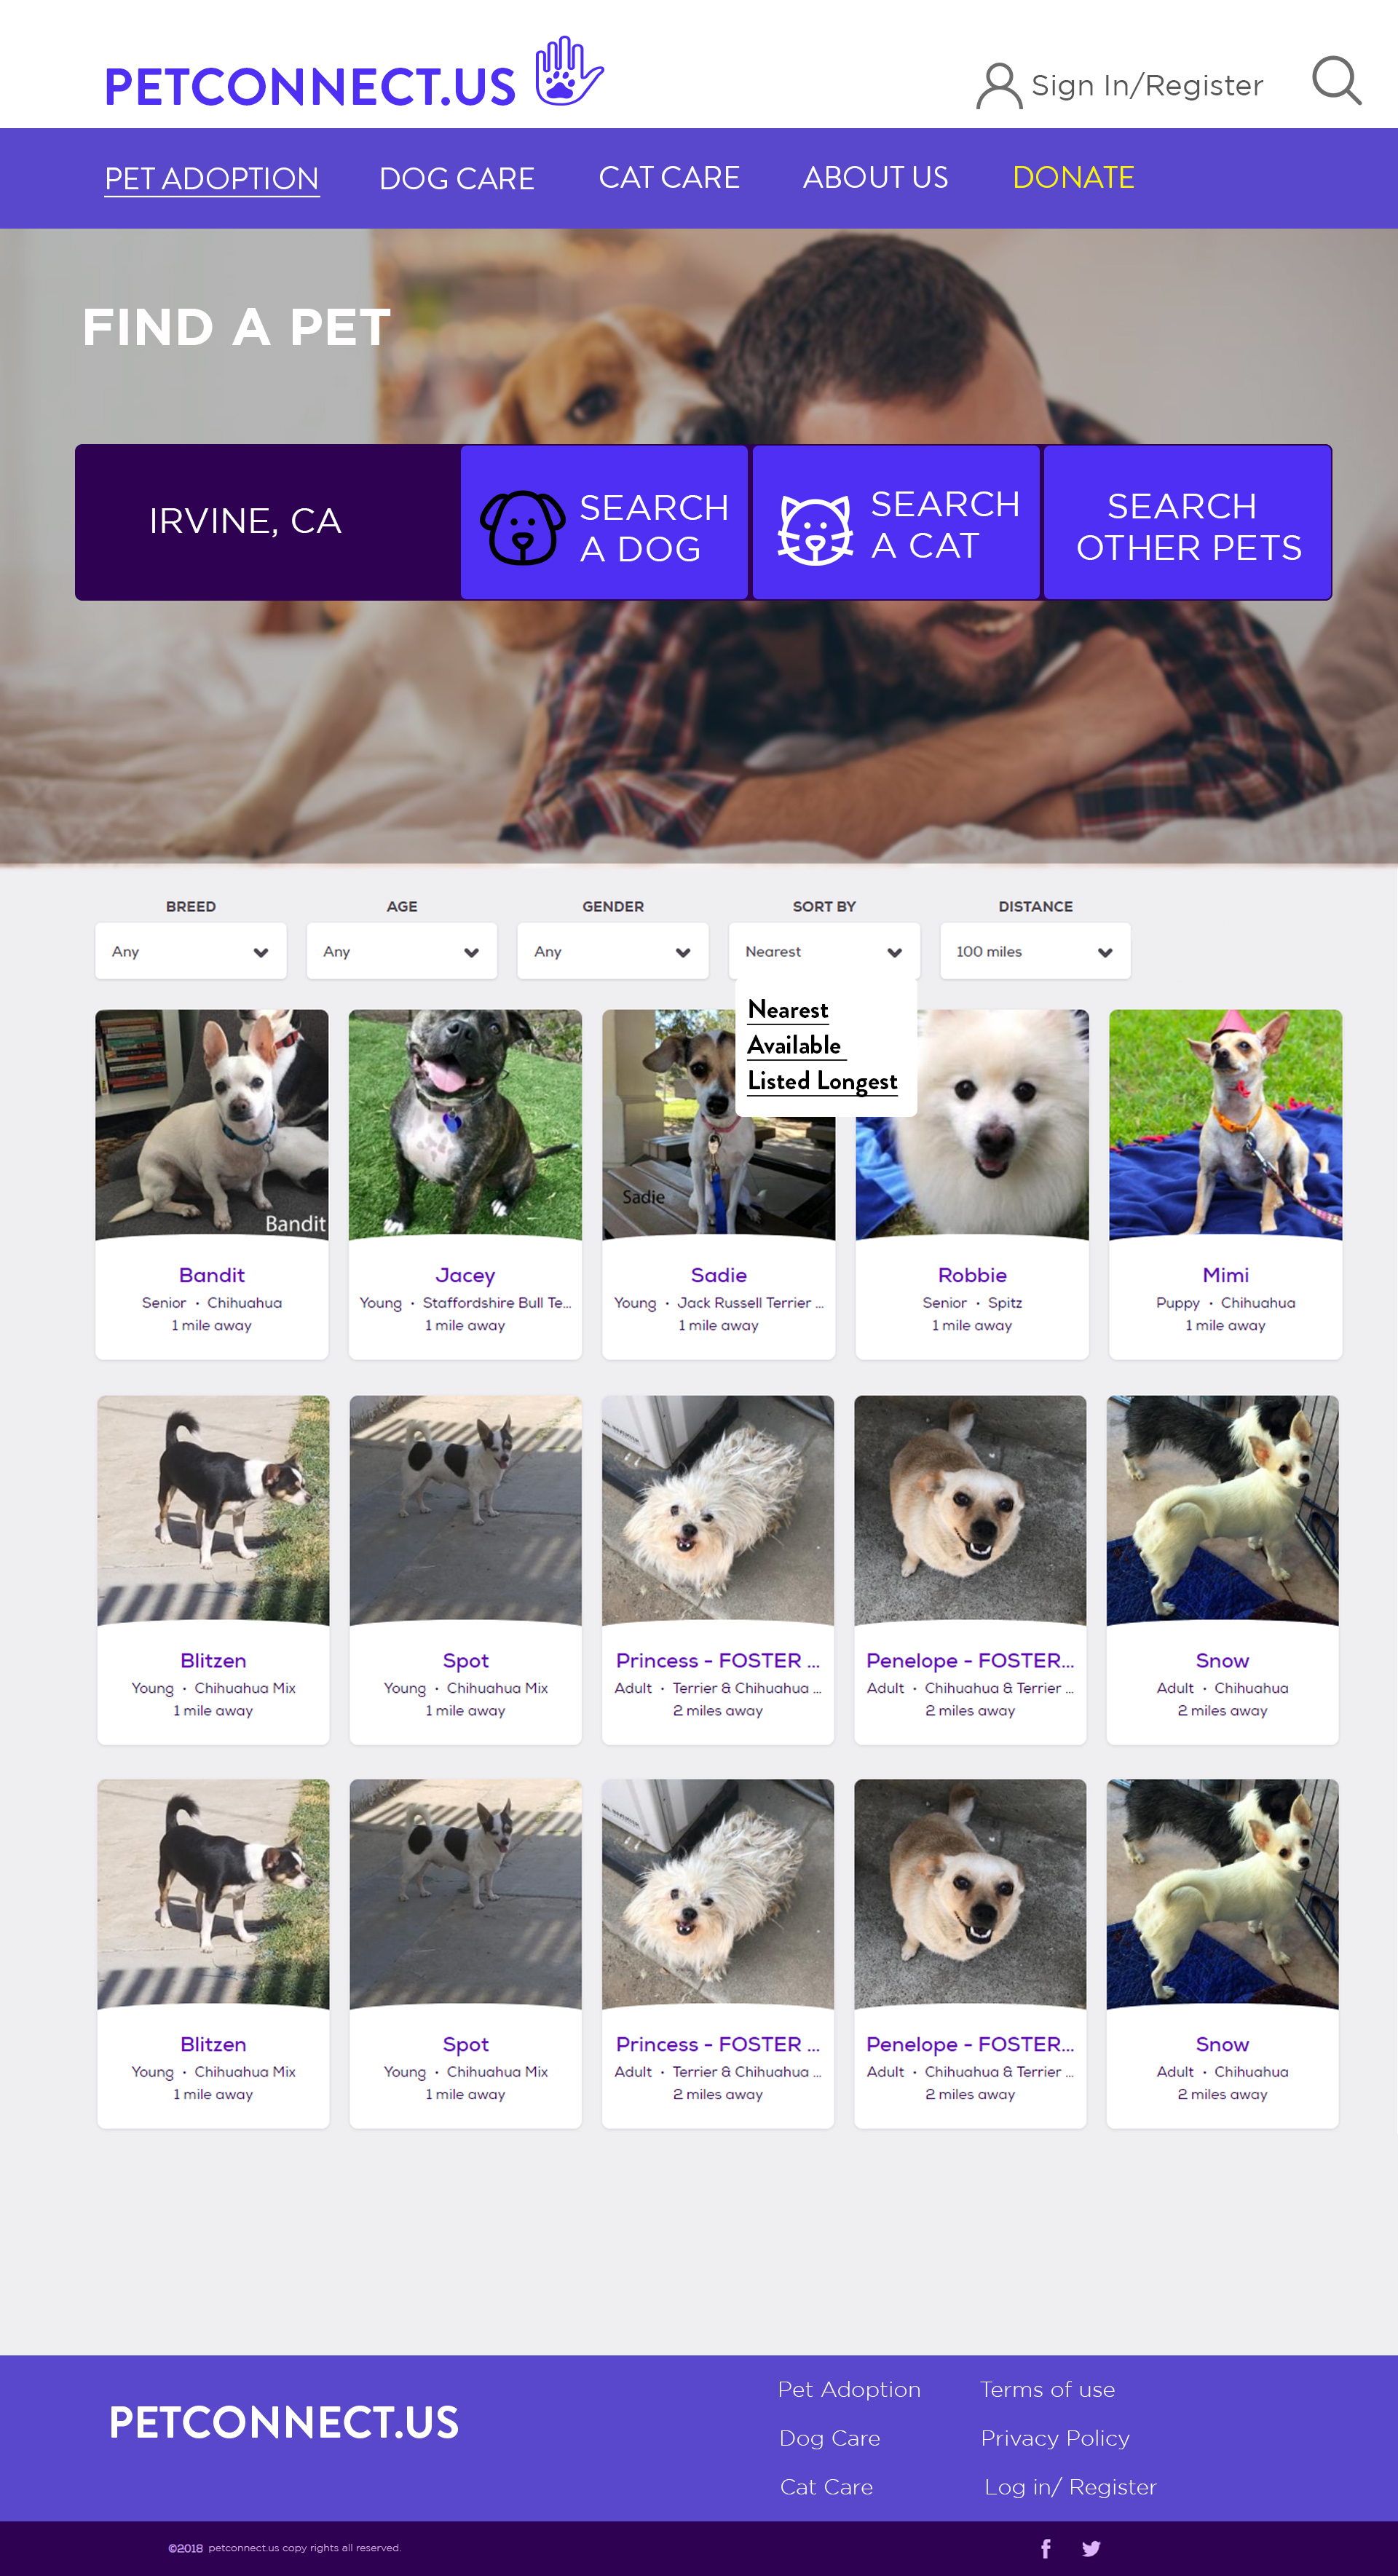 PETCONNECT.US
Sign In/Register
PET ADOPTION DOG CARE CAT CARE ABOUT US DONATE
FIND A PET
IRVINE, CA
SEARCH
A DOG
SEARCH
A CAT
SEARCH
OTHER PETS
BREED AGE GENDER SORT BY DISTANCE
Any Any Any Nearest 100 miles
Nearest
Available
Listed Longest
Bandit
Sadie
Bandit
Senior • Chihuahua
1 mile away
Jacey
Young • Staffordshire Bull Te...
1 mile away
Sadie
Young • Jack Russell Terrier ...
1 mile away
Robbie
Senior • Spitz
1 mile away
Mimi
Puppy • Chihuahua
1 mile away
Blitzen
Young • Chihuahua Mix
1 mile away
Spot
Young • Chihuahua Mix
1 mile away
Princess - FOSTER ...
Adult • Terrier & Chihuahua ...
2 miles away
Penelope - FOSTER...
Adult • Chihuahua & Terrier ...
2 miles away
Snow
Adult • Chihuahua
2 miles away
Blitzen
Young • Chihuahua Mix
1 mile away
Spot
Young • Chihuahua Mix
1 mile away
Princess - FOSTER ...
Adult • Terrier & Chihuahua ...
2 miles away
Penelope - FOSTER...
Adult • Chihuahua & Terrier ...
2 miles away
Snow
Adult • Chihuahua
2 miles away
PETCONNECT.US
Pet Adoption
Dog Care
Cat Care
Terms of use
Privacy Policy
Log in/ Register
©2018 petconnect.us copy rights all reserved.